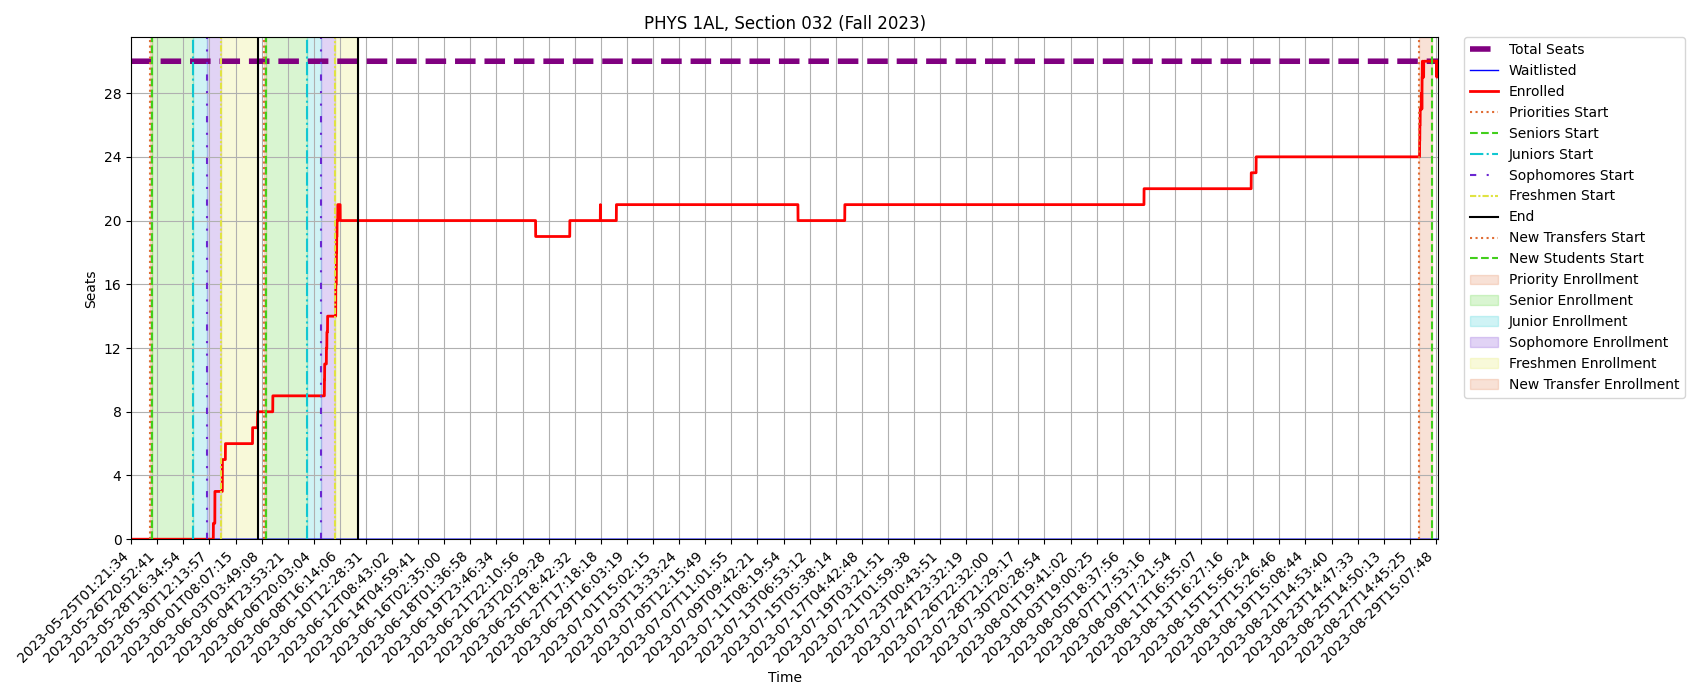 PHYS 1AL, Section 032 (Fall 2023)
Seats
28
24
20
16
12
8
4
0
2023-05-25T01:21:34
2023-05-26T20:52:41
2023-05-28T16:34:54
2023-05-30T12:13:57
2023-06-01T08:07:15
2023-06-03T03:49:08
2023-06-04T23:53:21
2023-06-06T20:03:04
2023-06-08T16:14:06
2023-06-10T12:28:31
2023-06-12T08:43:02
2023-06-14T04:59:41
2023-06-16T02:35:00
2023-06-18T01:36:58
2023-06-19T23:46:34
2023-06-21T22:10:56
2023-06-23T20:29:28
2023-06-25T18:42:32
2023-06-27T17:18:18
2023-06-29T16:03:19
2023-07-01T15:02:15
2023-07-03T13:33:24
2023-07-05T12:15:49
2023-07-07T11:01:55
2023-07-09T09:42:21
2023-07-11T08:19:54
2023-07-13T06:53:12
2023-07-15T05:38:14
2023-07-17T04:42:48
2023-07-19T03:21:51
2023-07-21T01:59:38
2023-07-23T00:43:51
2023-07-24T23:32:19
2023-07-26T22:32:00
2023-07-28T21:29:17
2023-07-30T20:28:54
2023-08-01T19:41:02
2023-08-03T19:00:25
2023-08-05T18:37:56
2023-08-07T17:53:16
2023-08-09T17:21:54
2023-08-11T16:55:07
2023-08-13T16:27:16
2023-08-15T15:56:24
2023-08-17T15:26:46
2023-08-19T15:08:44
2023-08-21T14:53:40
2023-08-23T14:47:33
2023-08-25T14:50:13
2023-08-27T14:45:25
2023-08-29T15:07:48
Time
Total Seats
Waitlisted
Enrolled
Priorities Start
Seniors Start
Juniors Start
Sophomores Start
Freshmen Start
End
New Transfers Start
New Students Start
Priority Enrollment
Senior Enrollment
Junior Enrollment
Sophomore Enrollment
Freshmen Enrollment
New Transfer Enrollment